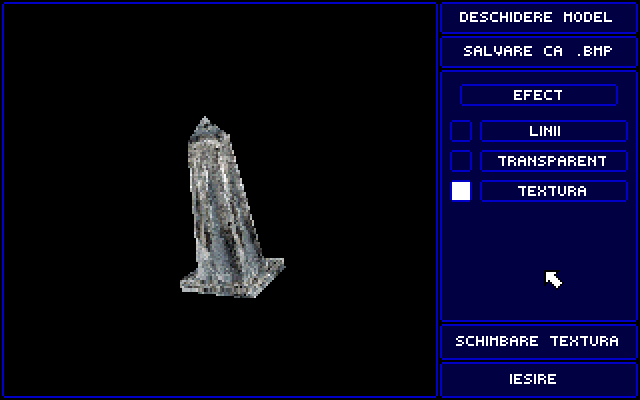 DESCHIDERE MODEL
SALVARE CA .BMP
EFECT
LINII
TRANSPARENT
TEXTURA
SCHIMBARE TEXTURA
IESIRE